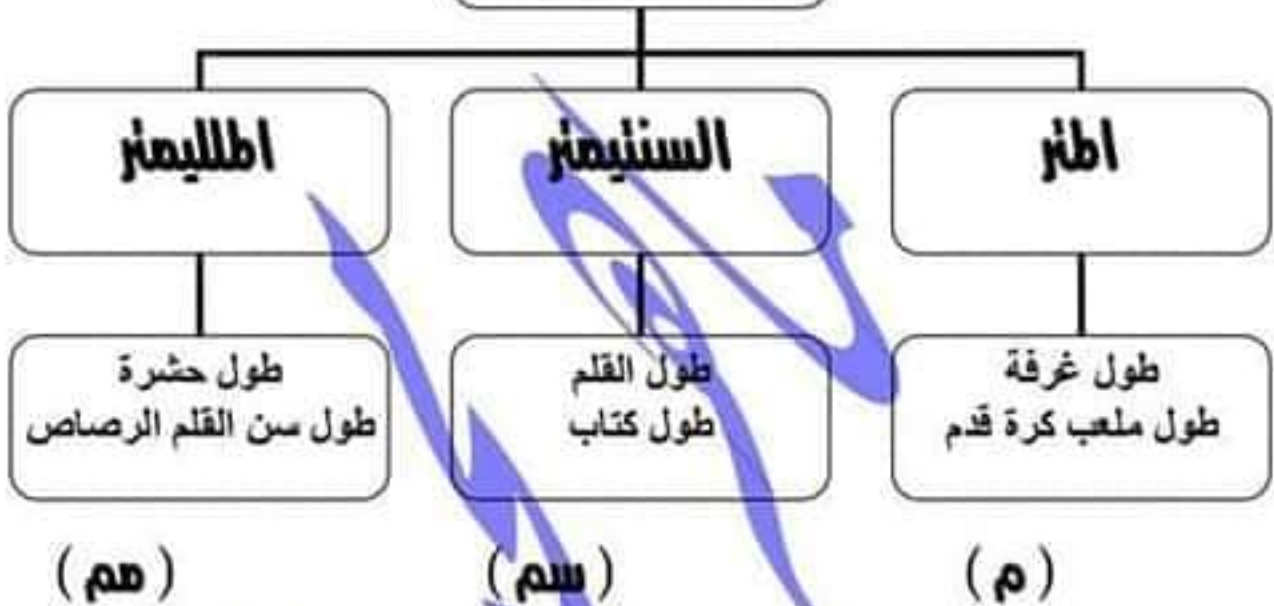 المتر
السنتيمتر
الملليمتر
طول غرفة
طول ملعب كرة قدم
طول القلم
طول كتاب
طول حشرة
طول سن القلم الرصاص
( م )
( سم )
( مم )